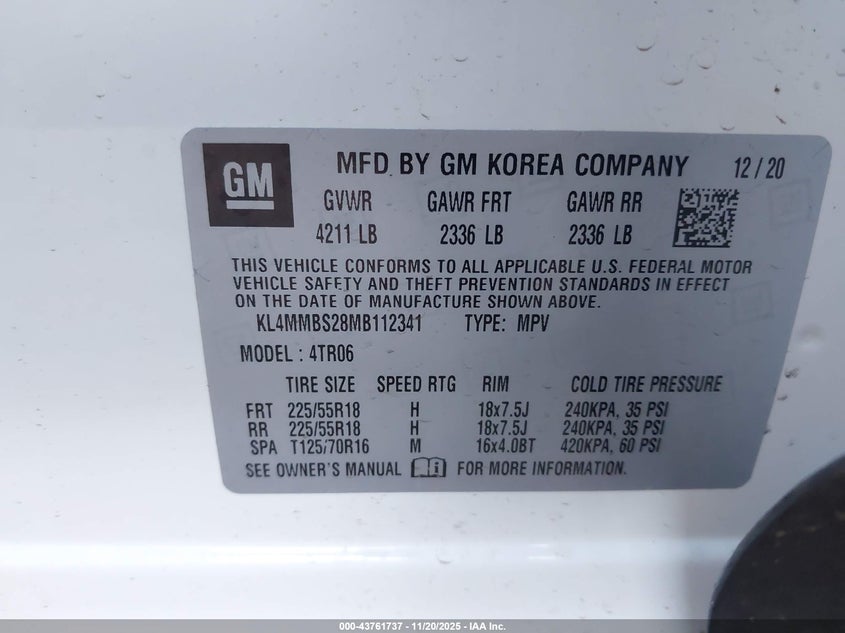 GM MFD BY GM KOREA COMPANY 12/20
GVWR GAWR FRT GAWR RR
4211 LB 2336 LB 2336 LB
THIS VEHICLE CONFORMS TO ALL APPLICABLE U.S. FEDERAL MOTOR
VEHICLE SAFETY AND THEFT PREVENTION STANDARDS IN EFFECT
ON THE DATE OF MANUFACTURE SHOWN ABOVE.
KL4MMBS28MB112341 TYPE: MPV
MODEL : 4TR06
TIRE SIZE SPEED RTG RIM COLD TIRE PRESSURE
FRT 225/55R18 H 18x7.5J 240KPA, 35 PSI
RR 225/55R18 H 18x7.5J 240KPA, 35 PSI
SPA T125/70R16 M 16x4.0BT 420KPA, 60 PSI
SEE OWNER'S MANUAL i FOR MORE INFORMATION.
000-43761737 - 11/20/2025 - IAA Inc.